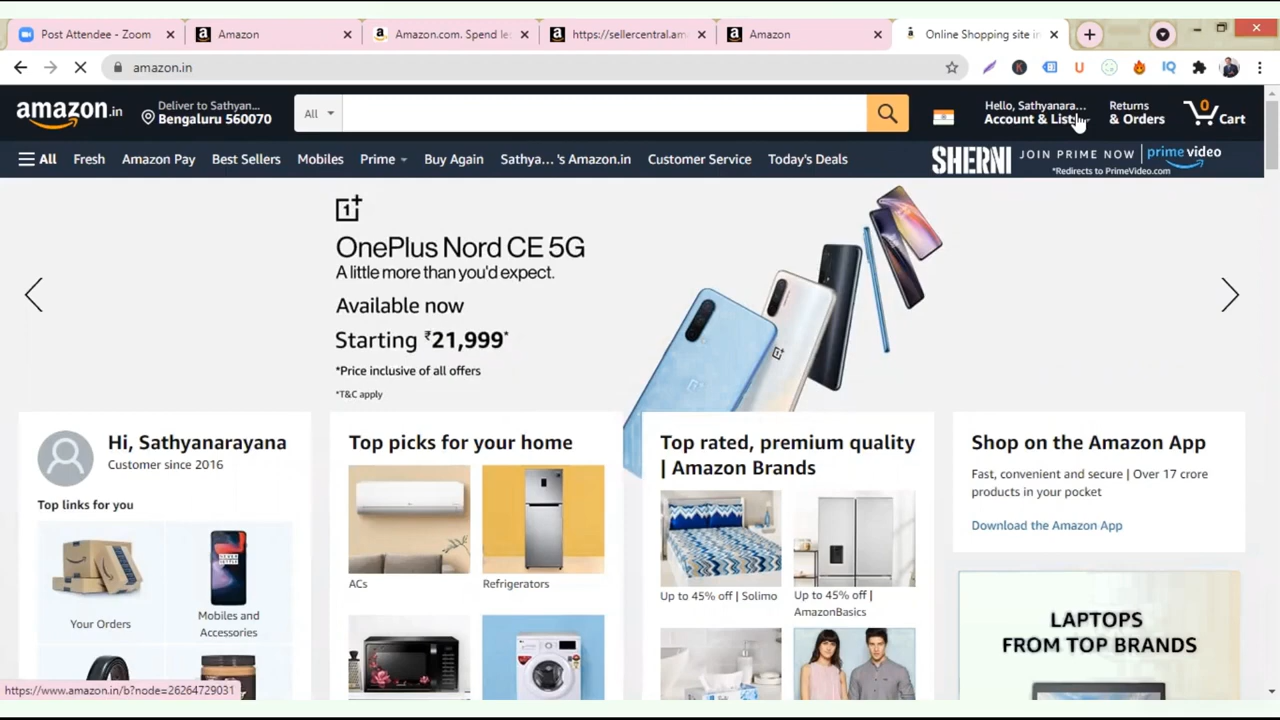 Post Attendee - Zoom
Amazon
Amazon.com. Spend le
https://sellercentral.am
Amazon
Online Shopping site in
amazon.in
amazon.in
Deliver to Sathyan...
Bengaluru 560070
All
Hello, Sathyanara...
Account & List
Returns
& Orders
0
Cart
All
Fresh
Amazon Pay
Best Sellers
Mobiles
Prime
Buy Again
Sathya... 's Amazon.in
Customer Service
Today's Deals
SHERNI
JOIN PRIME NOW
prime video
*Redirects to PrimeVideo.com
OnePlus Nord CE 5G
A little more than you'd expect.
Available now
Starting ₹21,999*
*Price inclusive of all offers
*T&C apply
Hi, Sathyanarayana
Customer since 2016
Top links for you
Your Orders
Mobiles and
Accessories
Top picks for your home
ACs
Refrigerators
Top rated, premium quality
| Amazon Brands
Up to 45% off | Solimo
Up to 45% off |
AmazonBasics
Shop on the Amazon App
Fast, convenient and secure | Over 17 crore
products in your pocket
Download the Amazon App
LAPTOPS
FROM TOP BRANDS
https://www.amazon.in/b?node=26264729031